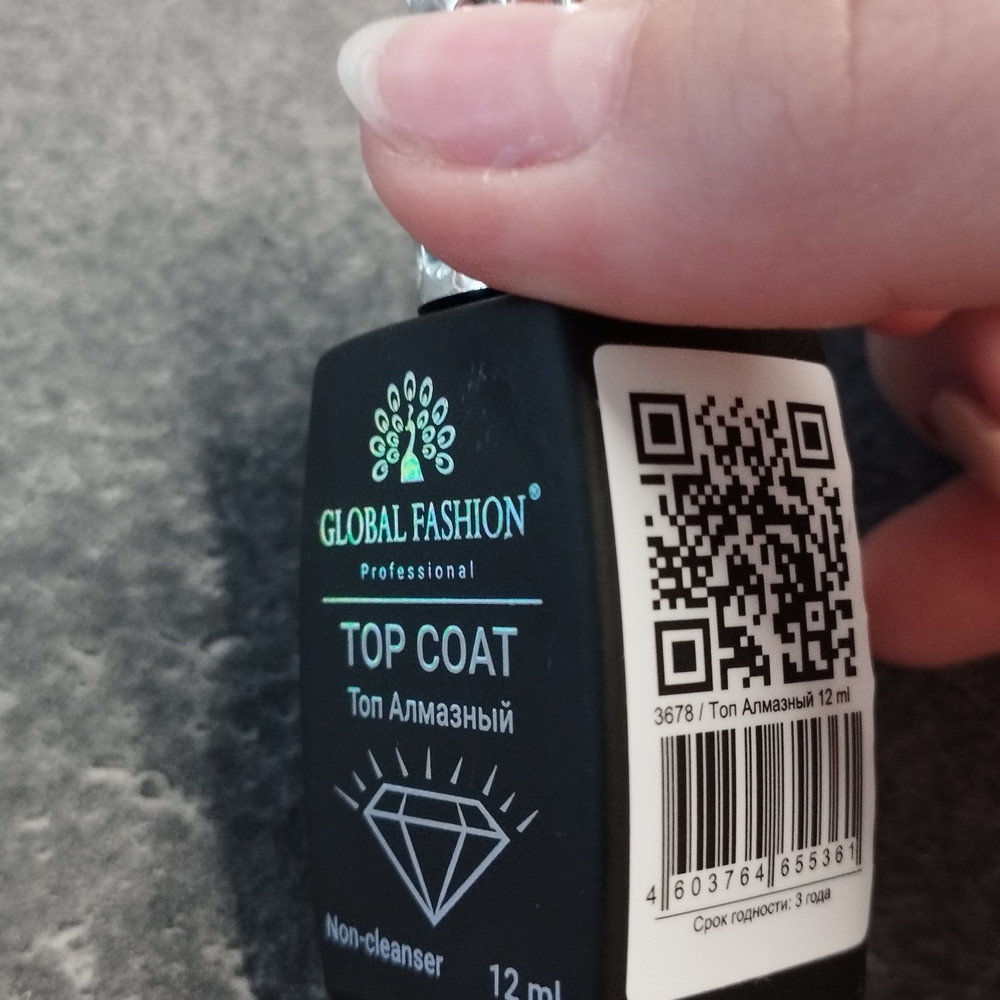 GLOBAL FASHION®
Professional
TOP COAT
Топ Алмазный
Non-cleanser
12 ml
3678 / Топ Алмазный 12 ml
4 603764 655361
Срок годности: 3 года